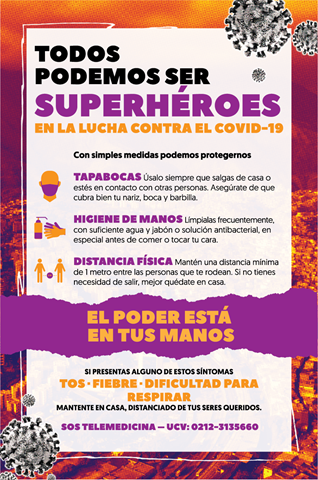 TODOS
PODEMOS SER
SUPERHÉROES
EN LA LUCHA CONTRA EL COVID-19
Con simples medidas podemos protegernos
TAPABOCAS Úsalo siempre que salgas de casa o
estés en contacto con otras personas. Asegúrate de que
cubra bien tu nariz, boca y barbilla.
HIGIENE DE MANOS Límpialas frecuentemente,
con suficiente agua y jabón o solución antibacterial, en
especial antes de comer o tocar tu cara.
DISTANCIA FÍSICA Mantén una distancia mínima
de 1 metro entre las personas que te rodean. Si no tienes
necesidad de salir, mejor quédate en casa.
EL PODER ESTÁ
EN TUS MANOS
SI PRESENTAS ALGUNO DE ESTOS SÍNTOMAS
TOS · FIEBRE · DIFICULTAD PARA
RESPIRAR
MANTENTE EN CASA, DISTANCIADO DE TUS SERES QUERIDOS.
SOS TELEMEDICINA – UCV: 0212-3135660